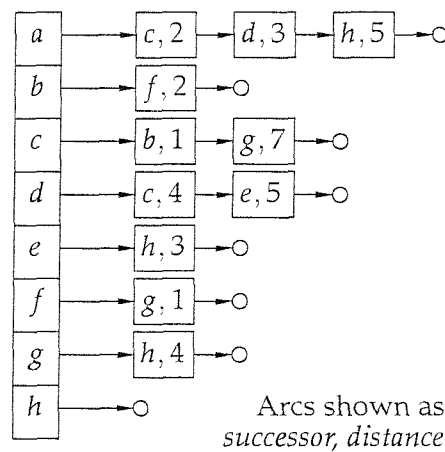 a c, 2 d, 3 h, 5
b f, 2
c b, 1 g, 7
d c, 4 e, 5
e h, 3
f g, 1
g h, 4
h
Arcs shown as
successor, distance